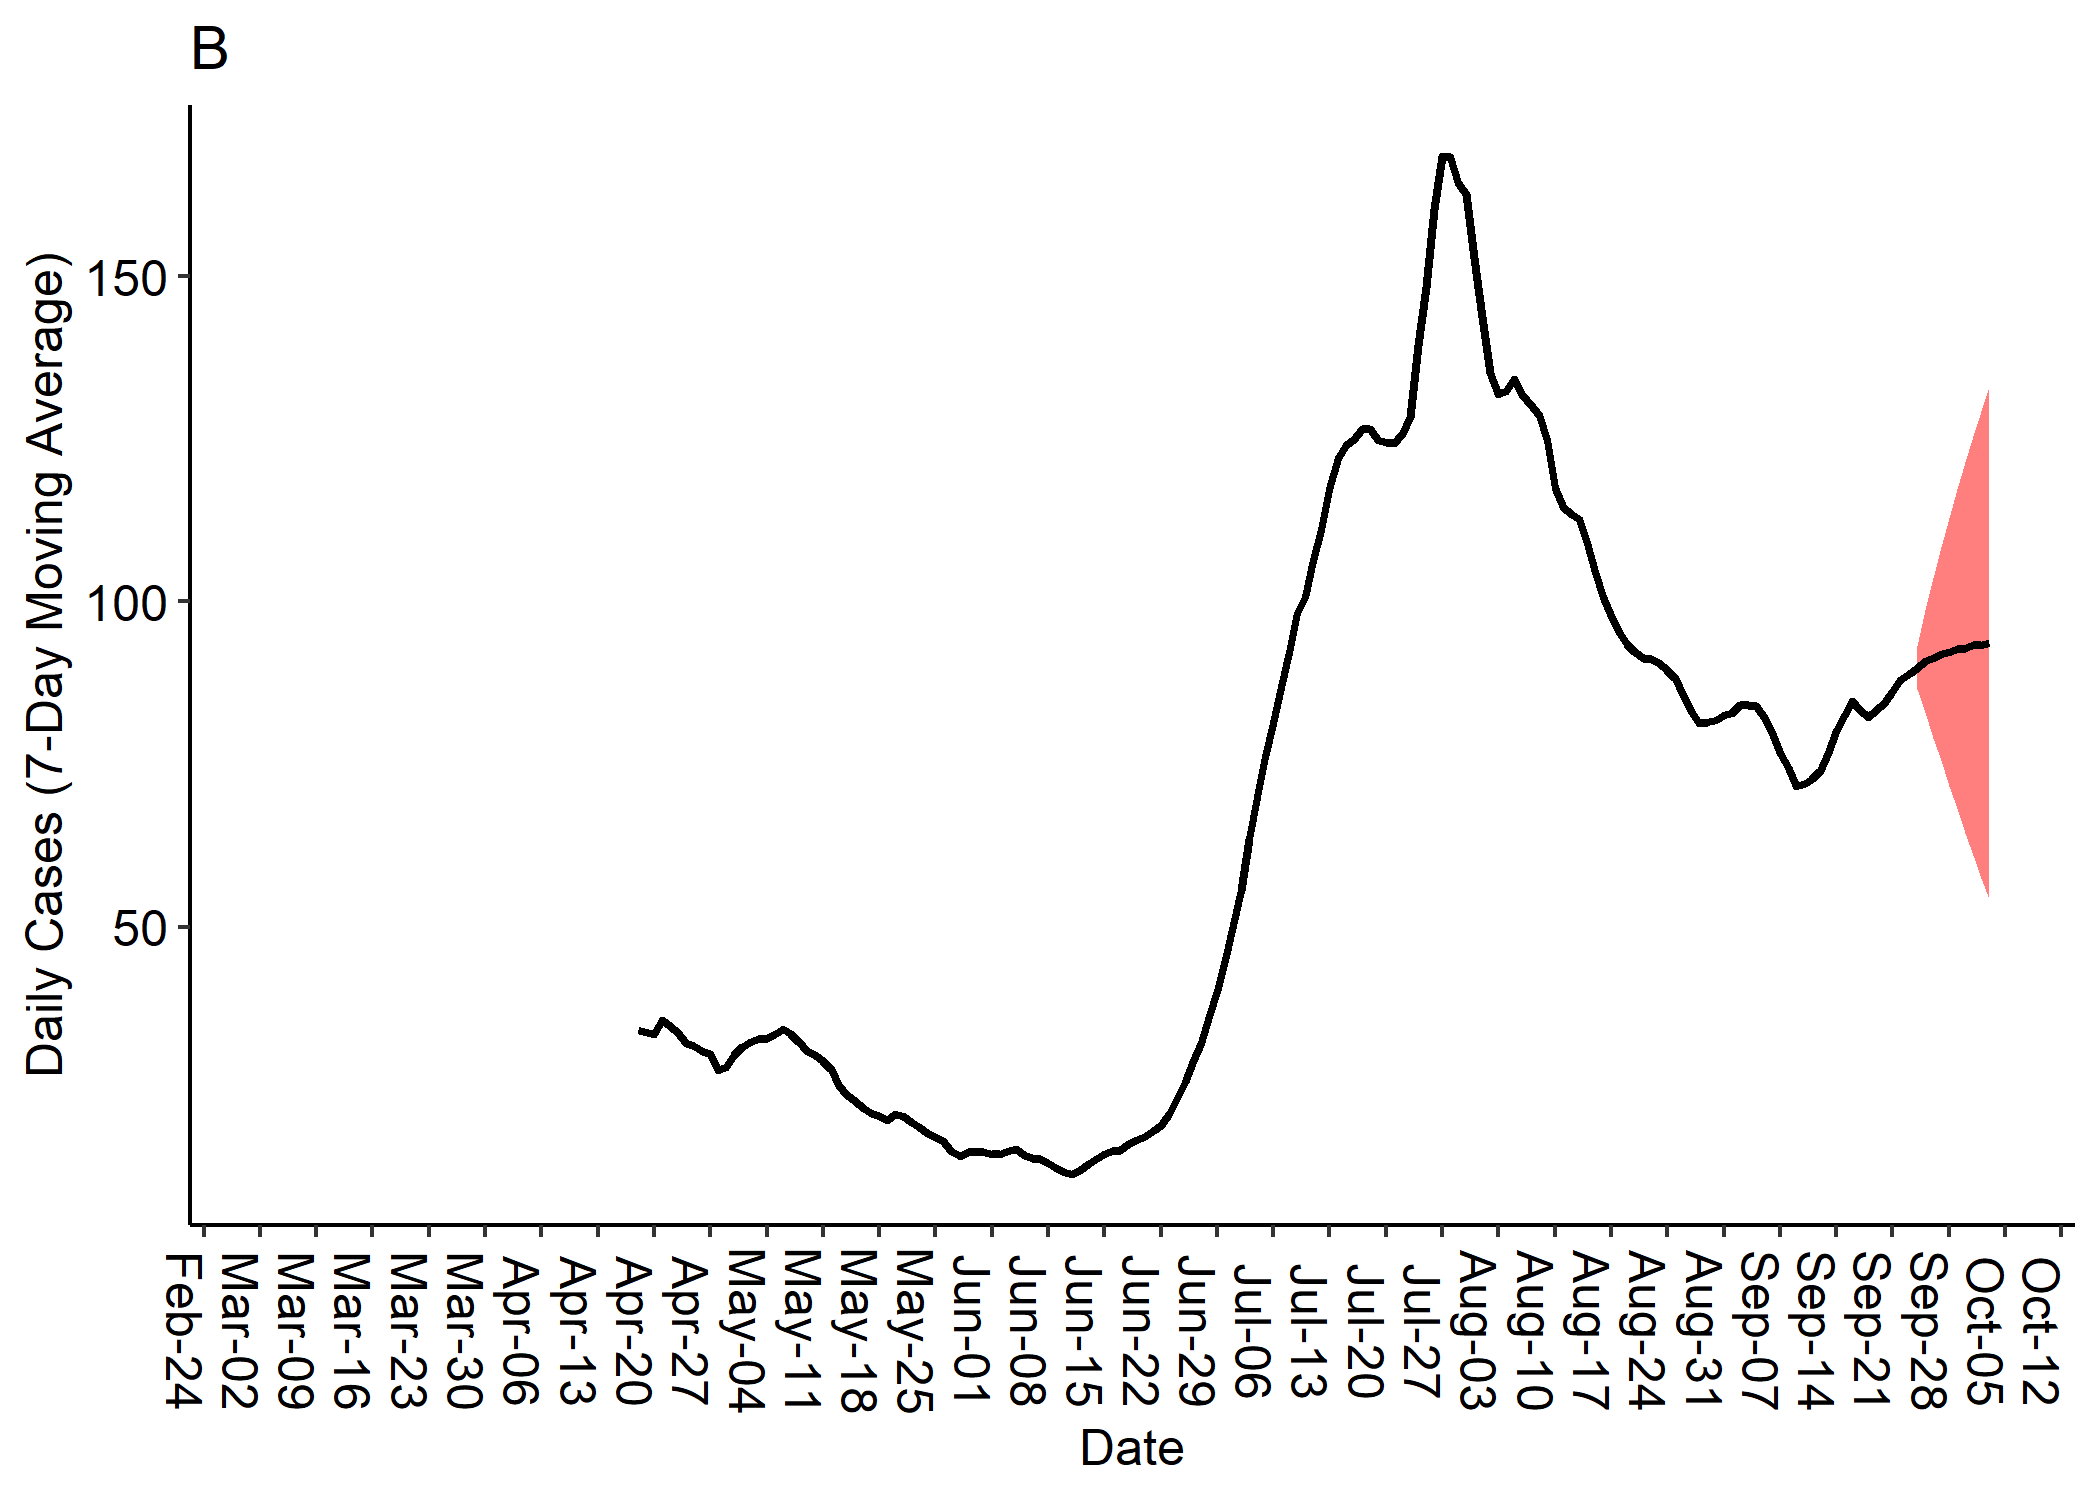 B
Daily Cases (7-Day Moving Average)
150
100
50
Feb-24
Mar-02
Mar-09
Mar-16
Mar-23
Mar-30
Apr-06
Apr-13
Apr-20
Apr-27
May-04
May-11
May-18
May-25
Jun-01
Jun-08
Jun-15
Jun-22
Jun-29
Jul-06
Jul-13
Jul-20
Jul-27
Aug-03
Aug-10
Aug-17
Aug-24
Aug-31
Sep-07
Sep-14
Sep-21
Sep-28
Oct-05
Oct-12
Date